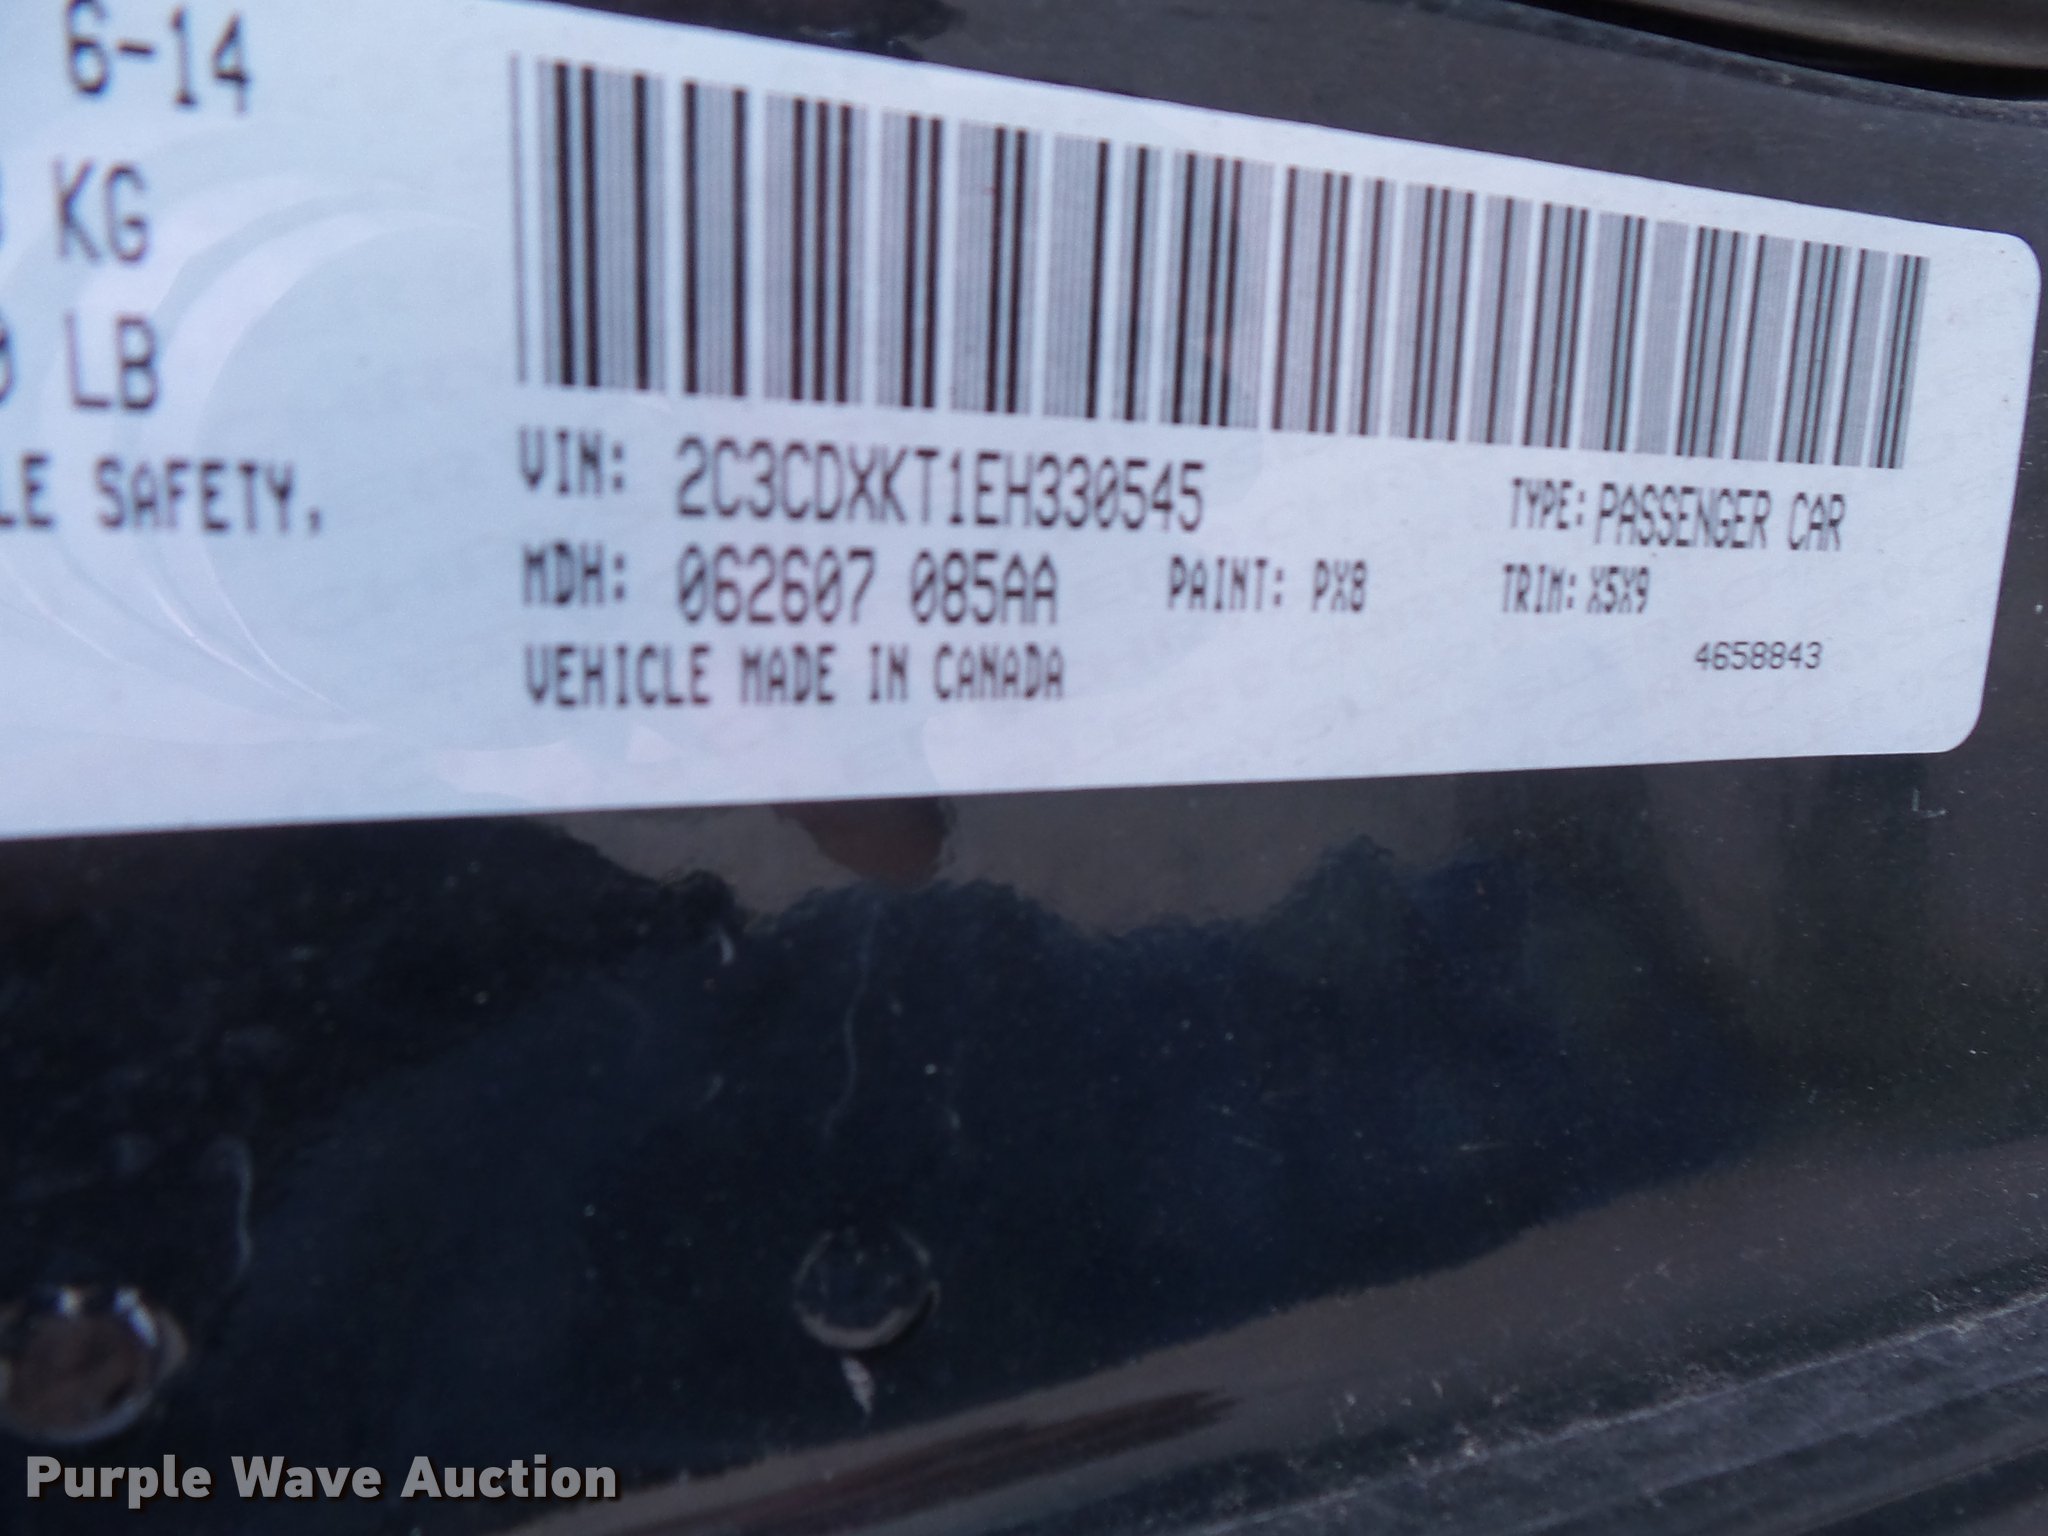 6-14
KG
LB
LE SAFETY,
VIN: 2C3CDXKT1EH330545 TYPE: PASSENGER CAR
MDH: 062607 085AA PAINT: PX8 TRIM: X5X9
VEHICLE MADE IN CANADA
4658843
Purple Wave Auction